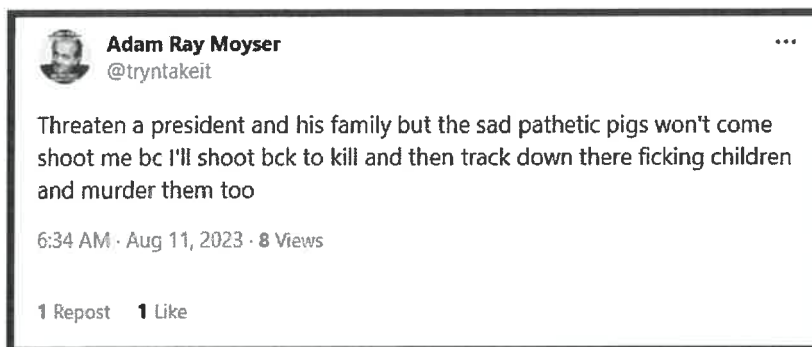 Adam Ray Moyser
...
@tryntakeit
Threaten a president and his family but the sad pathetic pigs won't come
shoot me bc I'll shoot bck to kill and then track down there ficking children
and murder them too
6:34 AM · Aug 11, 2023 · 8 Views
1 Repost 1 Like